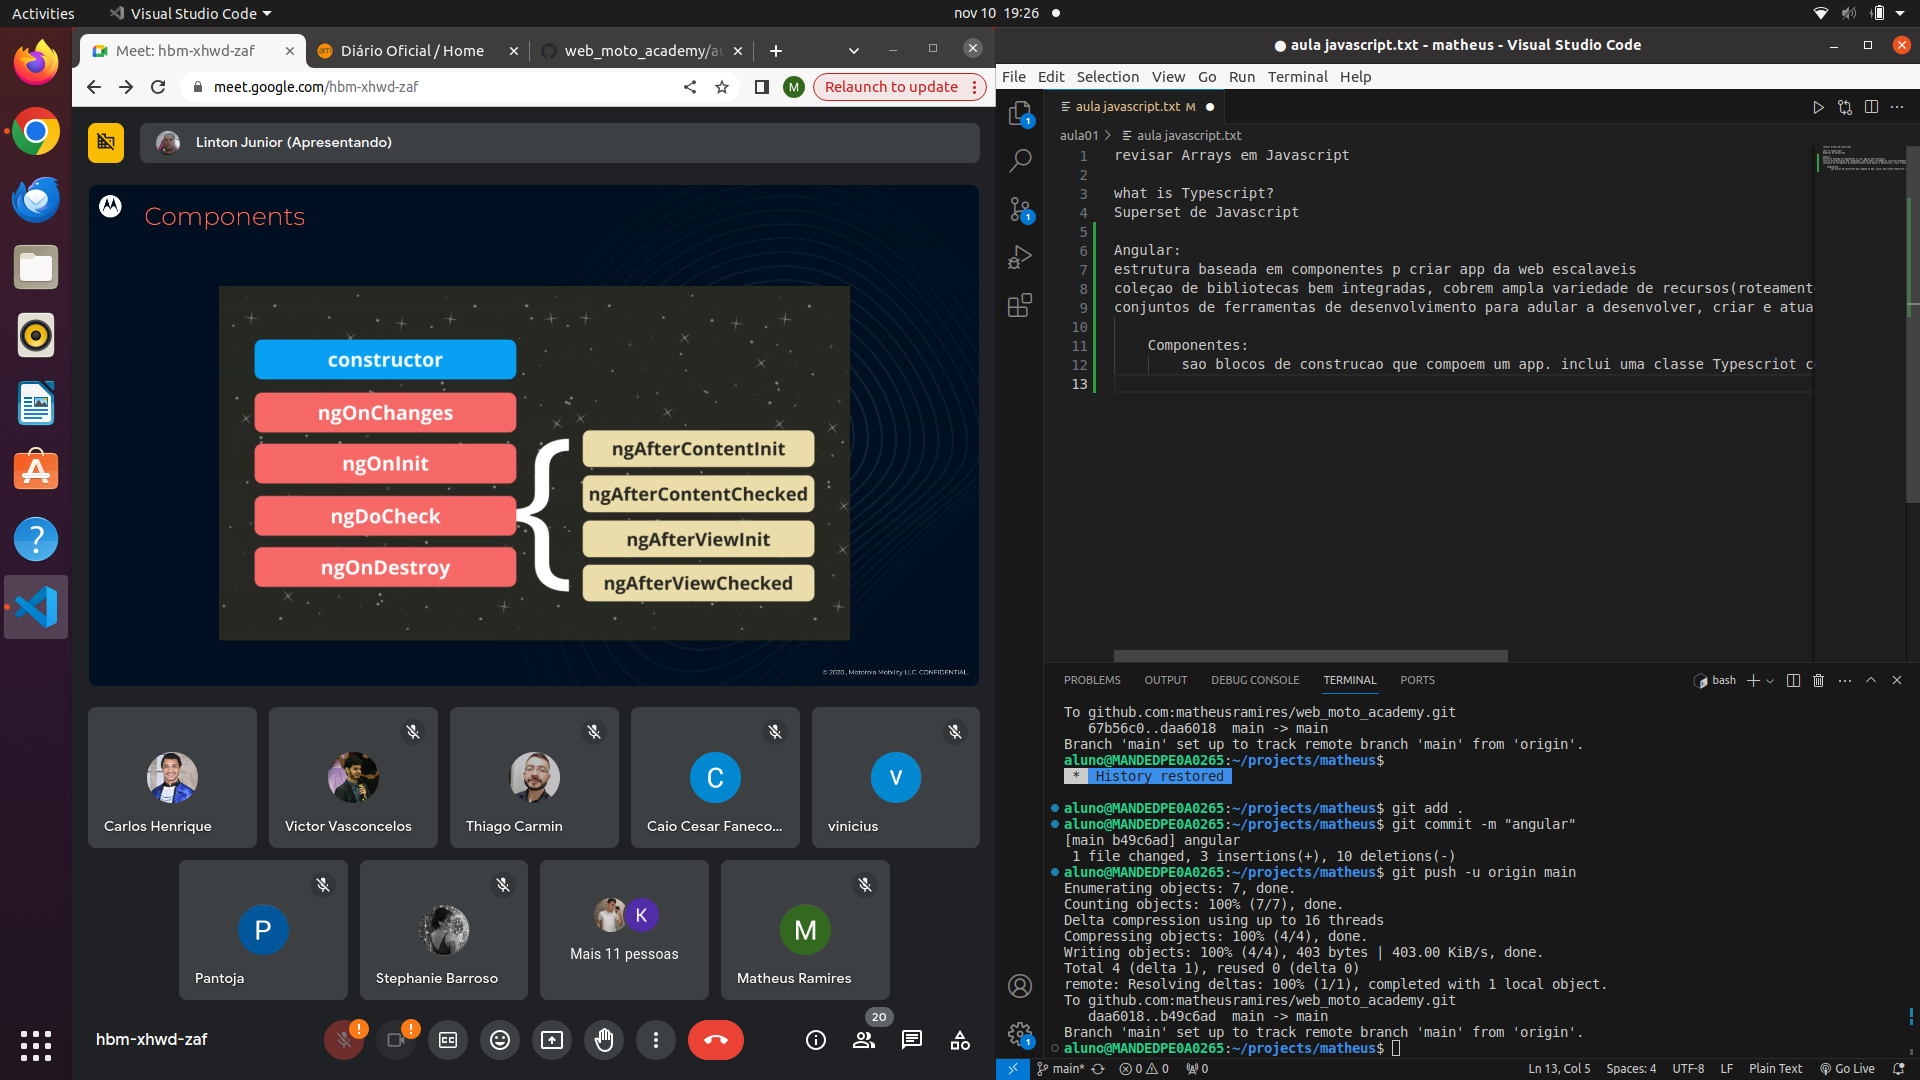 Activities
Visual Studio Code
nov 10 19:26
Meet: hbm-xhwd-zaf
Diário Oficial / Home
web_moto_academy/au
meet.google.com/hbm-xhwd-zaf
M
Relaunch to update
Linton Junior (Apresentando)
Components
constructor
ngOnChanges
ngOnInit
ngDoCheck
ngOnDestroy
ngAfterContentInit
ngAfterContentChecked
ngAfterViewInit
ngAfterViewChecked
© 2020, Motorola Mobility LLC. CONFIDENTIAL
Carlos Henrique
Victor Vasconcelos
Thiago Carmin
C
Caio Cesar Faneco...
v
vinicius
P
Pantoja
Stephanie Barroso
K
Mais 11 pessoas
M
Matheus Ramires
hbm-xhwd-zaf
20
aula javascript.txt - matheus - Visual Studio Code
File Edit Selection View Go Run Terminal Help
aula javascript.txt M
aula01 > aula javascript.txt
1 revisar Arrays em Javascript
2
3 what is Typescript?
4 Superset de Javascript
5
6 Angular:
7 estrutura baseada em componentes p criar app da web escalaveis
8 coleçao de bibliotecas bem integradas, cobrem ampla variedade de recursos(roteament
9 conjuntos de ferramentas de desenvolvimento para adular a desenvolver, criar e atua
10
11 Componentes:
12 sao blocos de construcao que compoem um app. inclui uma classe Typescriot c
13
PROBLEMS OUTPUT DEBUG CONSOLE TERMINAL PORTS
bash
To github.com:matheusramires/web_moto_academy.git
67b56c0..daa6018 main -> main
Branch 'main' set up to track remote branch 'main' from 'origin'.
aluno@MANDEDPE0A0265:~/projects/matheus$
* History restored
aluno@MANDEDPE0A0265:~/projects/matheus$ git add .
aluno@MANDEDPE0A0265:~/projects/matheus$ git commit -m "angular"
[main b49c6ad] angular
1 file changed, 3 insertions(+), 10 deletions(-)
aluno@MANDEDPE0A0265:~/projects/matheus$ git push -u origin main
Enumerating objects: 7, done.
Counting objects: 100% (7/7), done.
Delta compression using up to 16 threads
Compressing objects: 100% (4/4), done.
Writing objects: 100% (4/4), 403 bytes | 403.00 KiB/s, done.
Total 4 (delta 1), reused 0 (delta 0)
remote: Resolving deltas: 100% (1/1), completed with 1 local object.
To github.com:matheusramires/web_moto_academy.git
daa6018..b49c6ad main -> main
Branch 'main' set up to track remote branch 'main' from 'origin'.
aluno@MANDEDPE0A0265:~/projects/matheus$
main* 0 0 0
Ln 13, Col 5 Spaces: 4 UTF-8 LF Plain Text Go Live